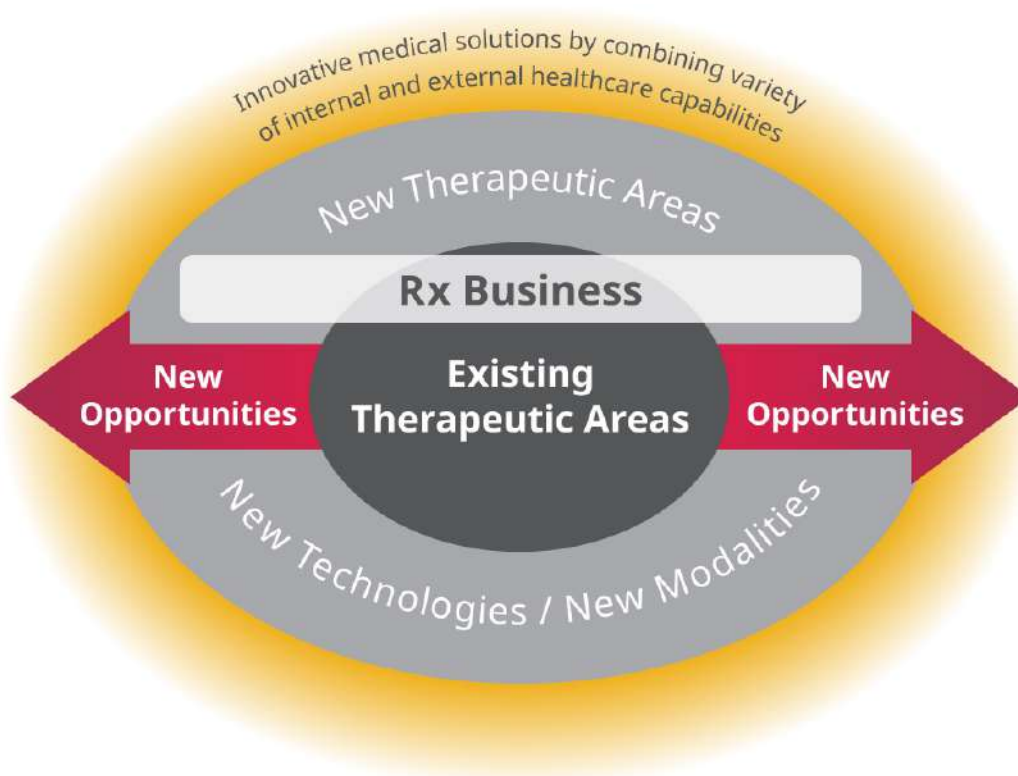 Innovative medical solutions by combining variety
of internal and external healthcare capabilities
New Therapeutic Areas
Rx Business
New
Opportunities
Existing
Therapeutic Areas
New
Opportunities
New Technologies / New Modalities